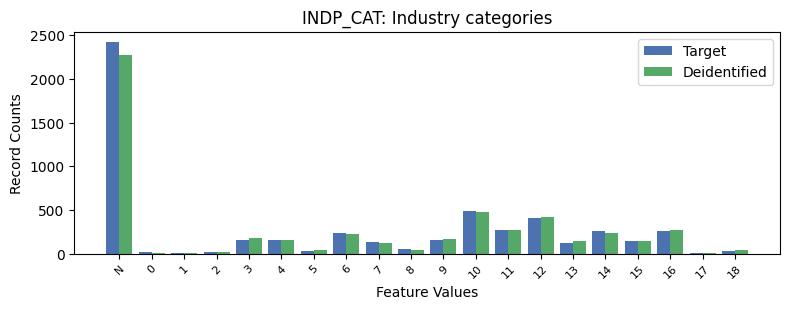 INDP_CAT: Industry categories
2500
2000
1500
1000
500
0
Record Counts
Target
Deidentified
N 0 1 2 3 4 5 6 7 8 9 10 11 12 13 14 15 16 17 18
Feature Values